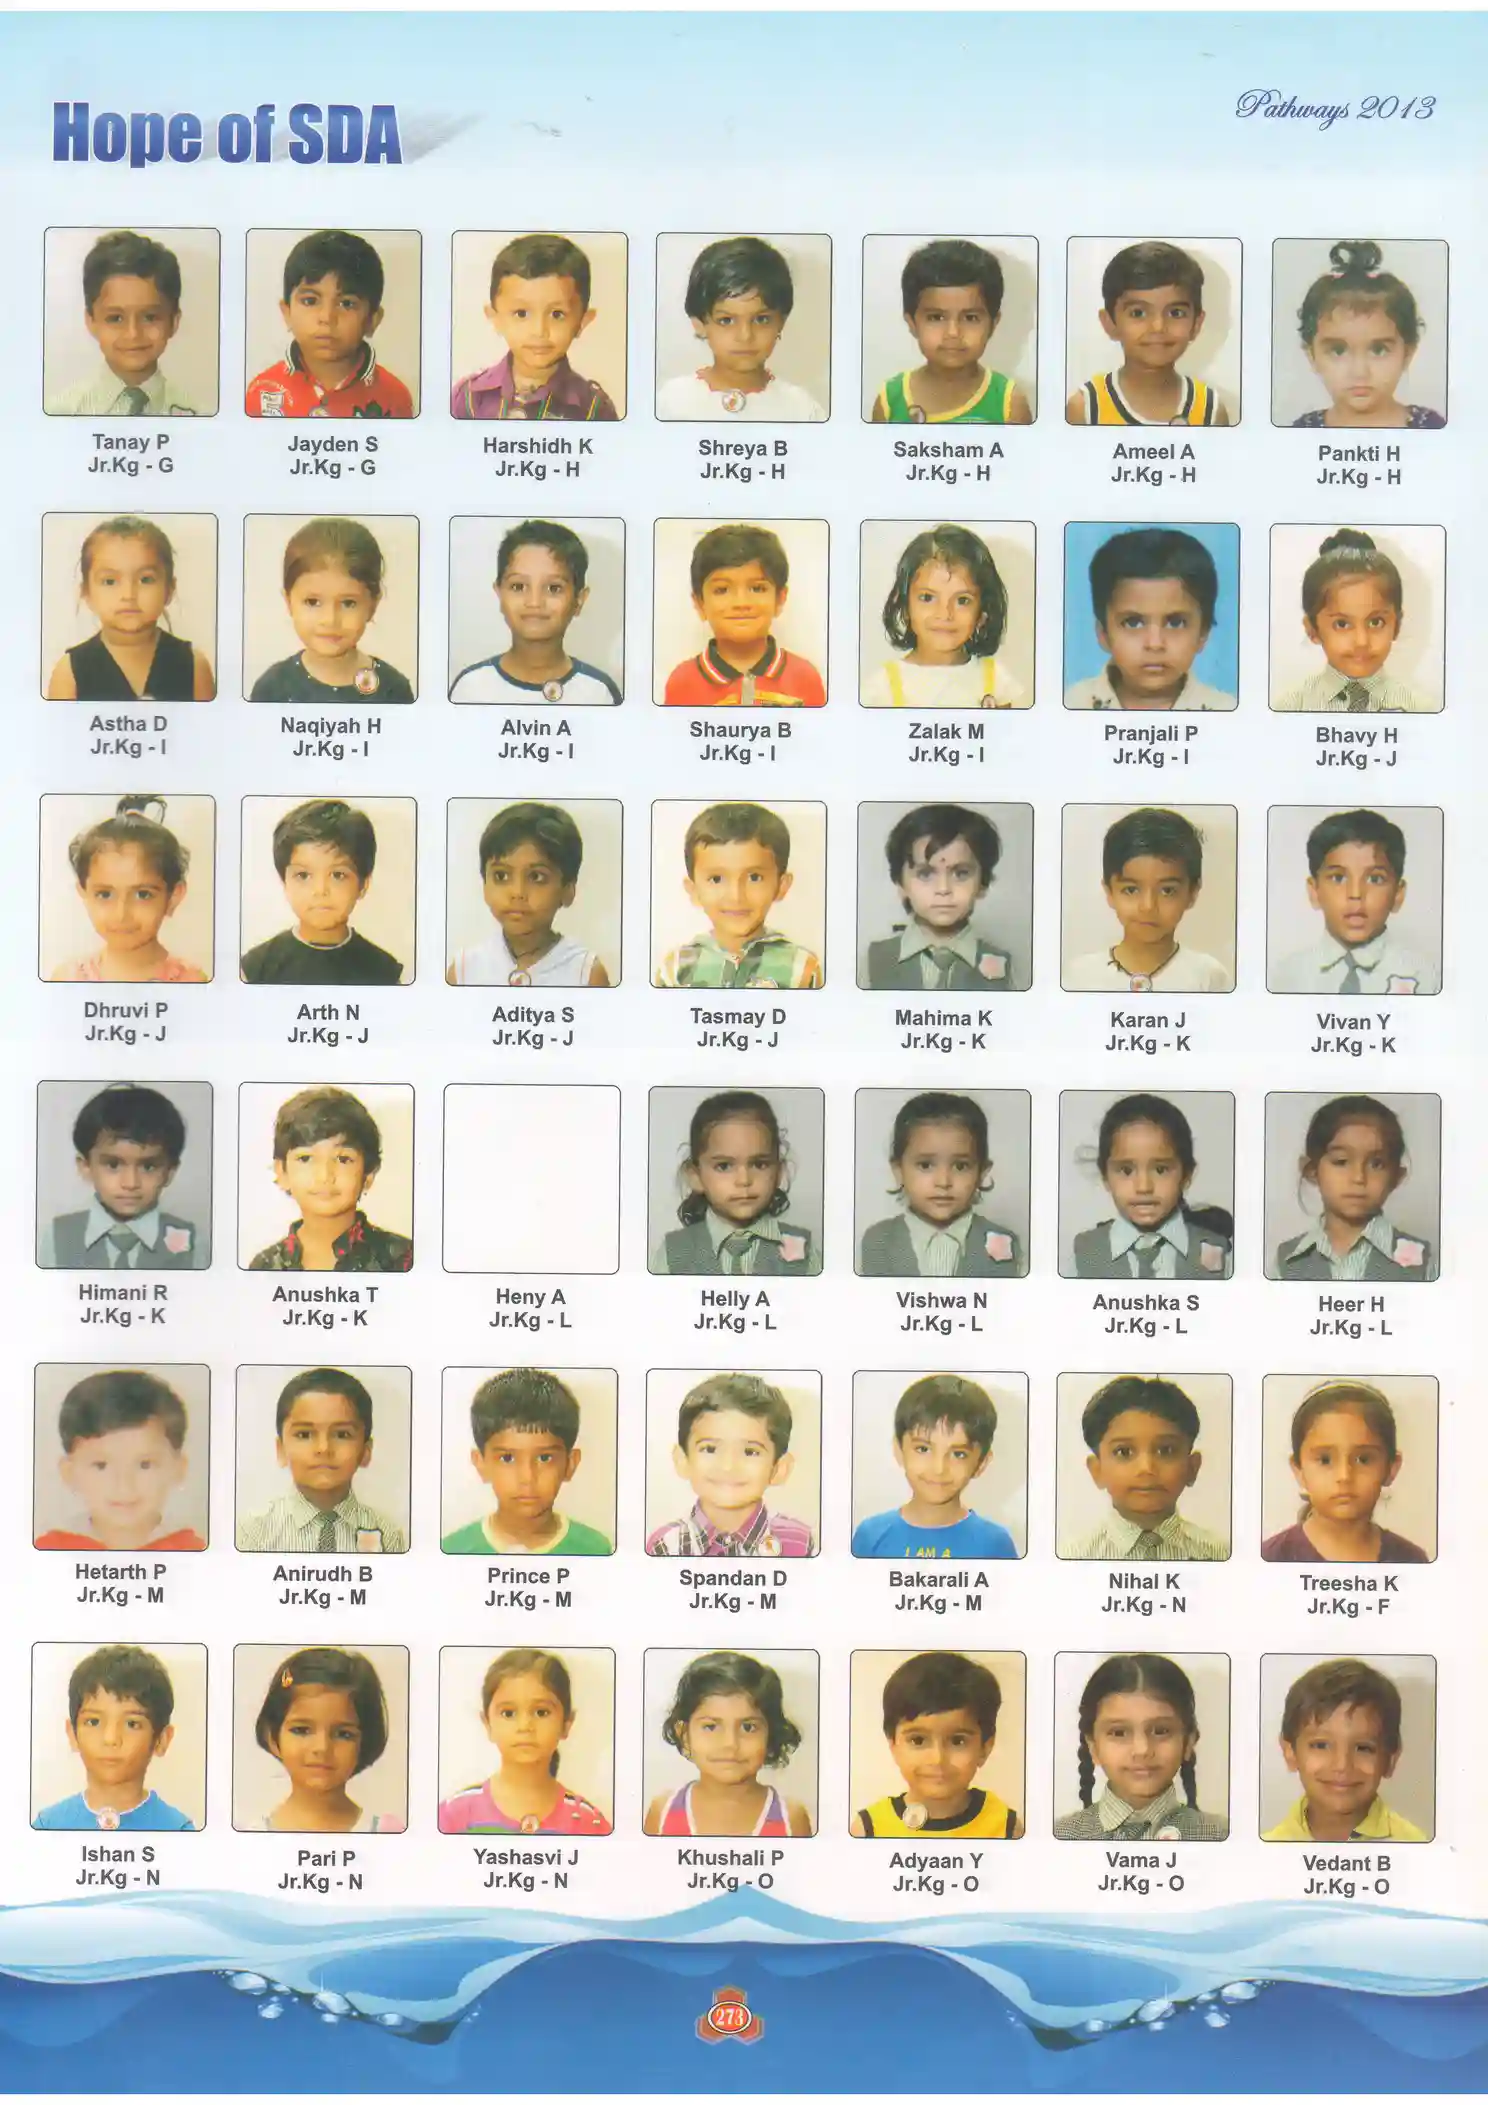 Hope of SDA
Pathways 2013
Tanay P
Jr.Kg - G
Jayden S
Jr.Kg - G
Harshidh K
Jr.Kg - H
Shreya B
Jr.Kg - H
Saksham A
Jr.Kg - H
Ameel A
Jr.Kg - H
Pankti H
Jr.Kg - H
Astha D
Jr.Kg - I
Naqiyah H
Jr.Kg - I
Alvin A
Jr.Kg - I
Shaurya B
Jr.Kg - I
Zalak M
Jr.Kg - I
Pranjali P
Jr.Kg - I
Bhavy H
Jr.Kg - J
Dhruvi P
Jr.Kg - J
Arth N
Jr.Kg - J
Aditya S
Jr.Kg - J
Tasmay D
Jr.Kg - J
Mahima K
Jr.Kg - K
Karan J
Jr.Kg - K
Vivan Y
Jr.Kg - K
Himani R
Jr.Kg - K
Anushka T
Jr.Kg - K
Heny A
Jr.Kg - L
Helly A
Jr.Kg - L
Vishwa N
Jr.Kg - L
Anushka S
Jr.Kg - L
Heer H
Jr.Kg - L
I AM A
Hetarth P
Jr.Kg - M
Anirudh B
Jr.Kg - M
Prince P
Jr.Kg - M
Spandan D
Jr.Kg - M
Bakarali A
Jr.Kg - M
Nihal K
Jr.Kg - N
Treesha K
Jr.Kg - F
Ishan S
Jr.Kg - N
Pari P
Jr.Kg - N
Yashasvi J
Jr.Kg - N
Khushali P
Jr.Kg - O
Adyaan Y
Jr.Kg - O
Vama J
Jr.Kg - O
Vedant B
Jr.Kg - O
273